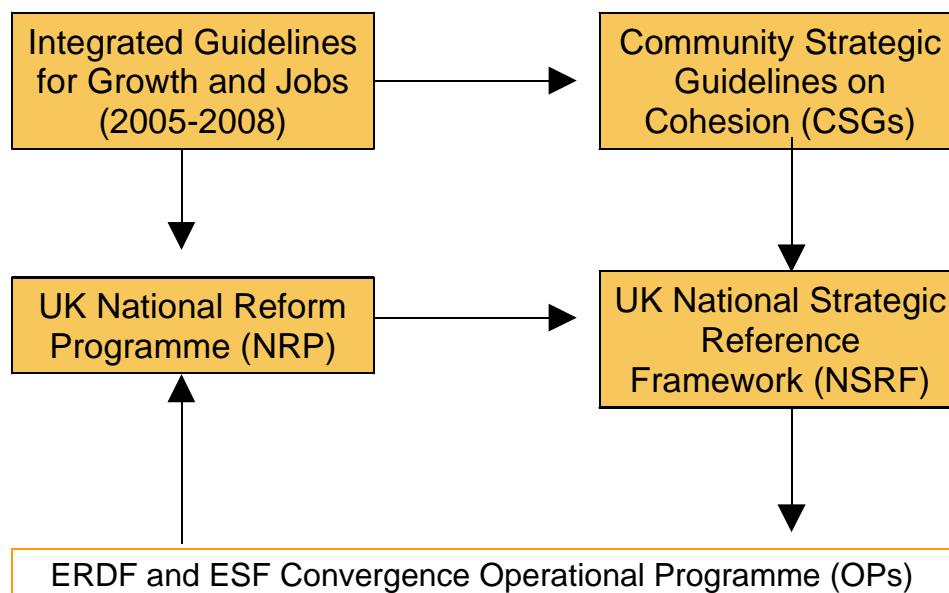 Integrated Guidelines
for Growth and Jobs
(2005-2008)
Community Strategic
Guidelines on
Cohesion (CSGs)
UK National Reform
Programme (NRP)
UK National Strategic
Reference
Framework (NSRF)
ERDF and ESF Convergence Operational Programme (OPs)